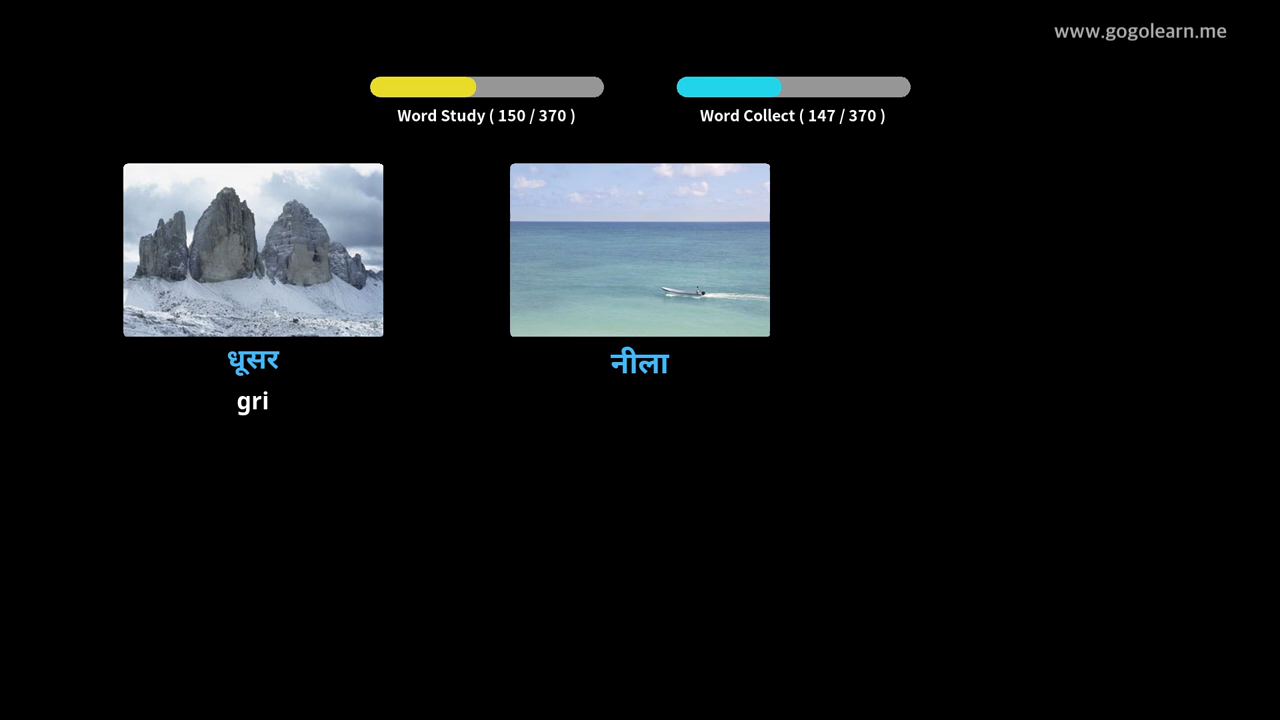 www.gogolearn.me
Word Study ( 150 / 370 )
Word Collect ( 147 / 370 )
धूसर
gri
नीला